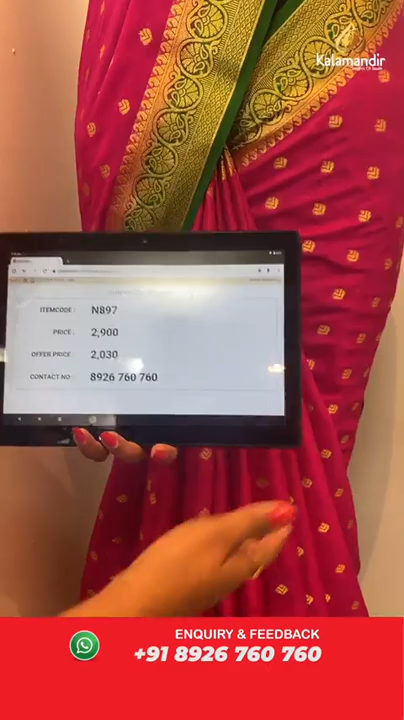 Kalamandir
ITEMCODE : N897
PRICE : 2,900
OFFER PRICE : 2,030
CONTACT NO: 8926 760 760
ENQUIRY & FEEDBACK
+91 8926 760 760